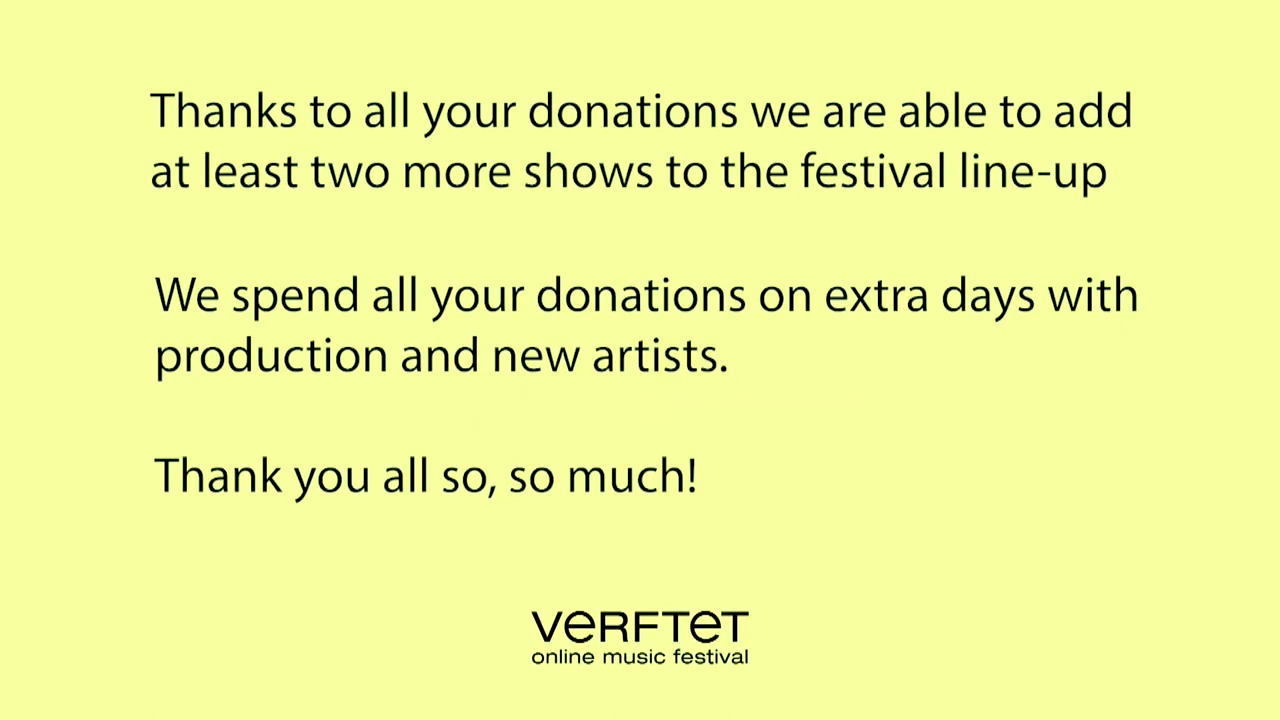 Thanks to all your donations we are able to add
at least two more shows to the festival line-up
We spend all your donations on extra days with
production and new artists.
Thank you all so, so much!
VERFTET
online music festival